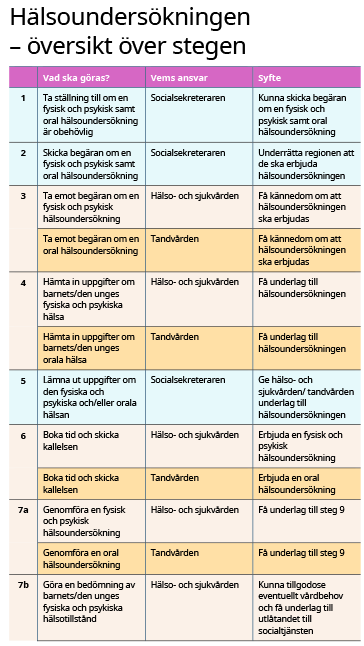 Hälsoundersökningen
– översikt över stegen
Vad ska göras? Vems ansvar Syfte
1 Ta ställning till om en Socialsekreteraren Kunna skicka begäran
fysisk och psykisk samt om en fysisk och
oral hälsoundersökning psykisk samt oral
är obehövlig hälsoundersökning
2 Skicka begäran om en Socialsekreteraren Underrätta regionen att
fysisk och psykisk samt de ska erbjuda
oral hälsoundersökning hälsoundersökningen
3 Ta emot begäran om en Hälso- och sjukvården Få kännedom om att
fysisk och psykisk hälsoundersökningen
hälsoundersökning ska erbjudas
Ta emot begäran om en Tandvården Få kännedom om att
oral hälsoundersökning hälsoundersökningen
ska erbjudas
4 Hämta in uppgifter om Hälso- och sjukvården Få underlag till
barnets/den unges hälsoundersökningen
fysiska och psykiska
hälsa
Hämta in uppgifter om Tandvården Få underlag till
barnets/den unges hälsoundersökningen
orala hälsa
5 Lämna ut uppgifter om Socialsekreteraren Ge hälso- och
den fysiska och sjukvården/ tandvården
psykiska och/eller orala underlag till
hälsan hälsoundersökningen
6 Boka tid och skicka Hälso- och sjukvården Erbjuda en fysisk och
kallelsen psykisk
hälsoundersökning
Boka tid och skicka Tandvården Erbjuda en oral
kallelsen hälsoundersökning
7a Genomföra en fysisk Hälso- och sjukvården Få underlag till steg 9
och psykisk
hälsoundersökning
Genomföra en oral Tandvården Få underlag till steg 9
hälsoundersökning
7b Göra en bedömning av Hälso- och sjukvården Kunna tillgodose
barnets/den unges eventuellt vårdbehov
fysiska och psykiska och få underlag till
hälsotillstånd utlåtandet till
socialtjänsten